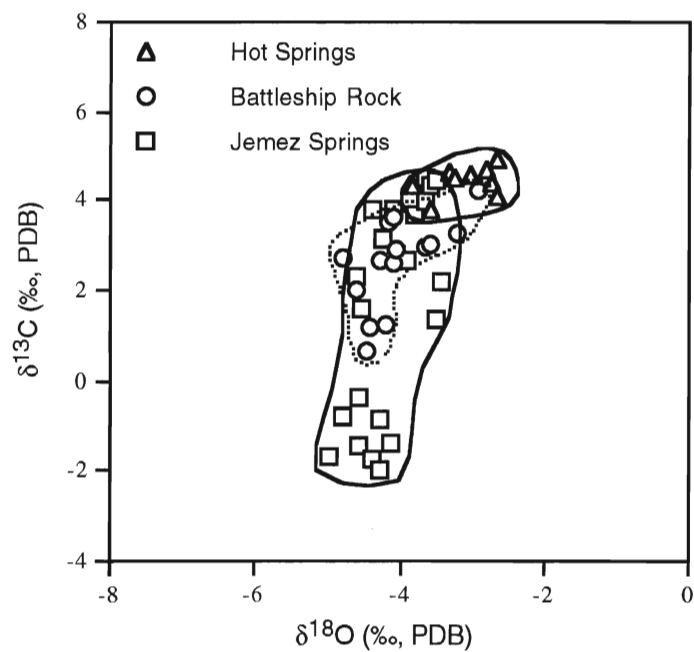 8
6
4
2
0
-2
-4
Hot Springs
Battleship Rock
Jemez Springs
δ¹³C (‰, PDB)
-8 -6 -4 -2 0
δ¹⁸O (‰, PDB)